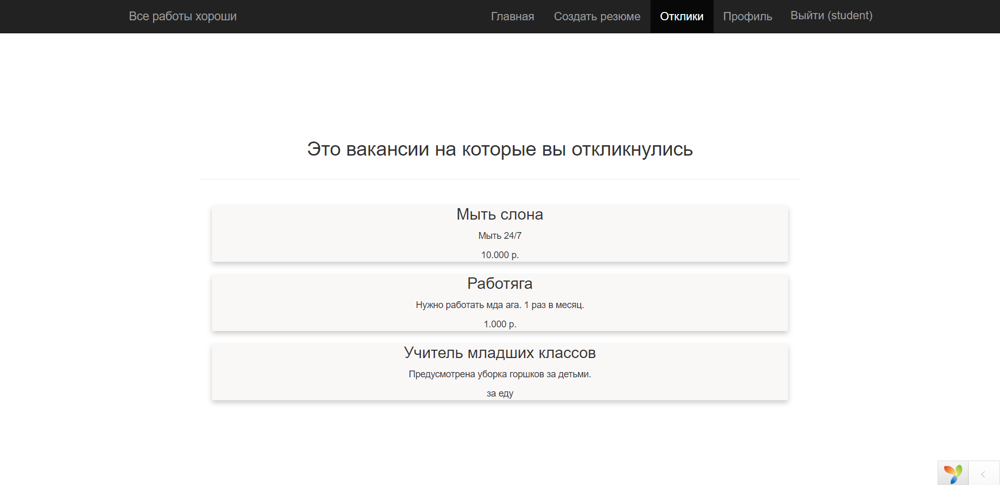 Все работы хороши
Главная
Создать резюме
Отклики
Профиль
Выйти (student)
Это вакансии на которые вы откликнулись
Мыть слона
Мыть 24/7
10.000 р.
Работяга
Нужно работать мда ага. 1 раз в месяц.
1.000 р.
Учитель младших классов
Предусмотрена уборка горшков за детьми.
за еду